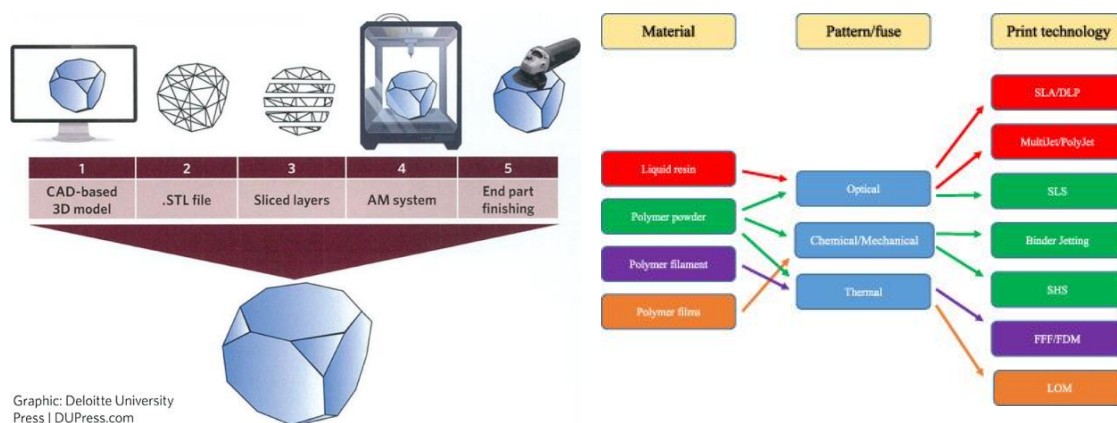 1
CAD-based
3D model
2
.STL file
3
Sliced layers
4
AM system
5
End part
finishing
Graphic: Deloitte University
Press | DUPress.com
Material
Pattern/fuse
Print technology
Liquid resin
Polymer powder
Polymer filament
Polymer films
Optical
Chemical/Mechanical
Thermal
SLA/DLP
MultiJet/PolyJet
SLS
Binder Jetting
SHS
FFF/FDM
LOM